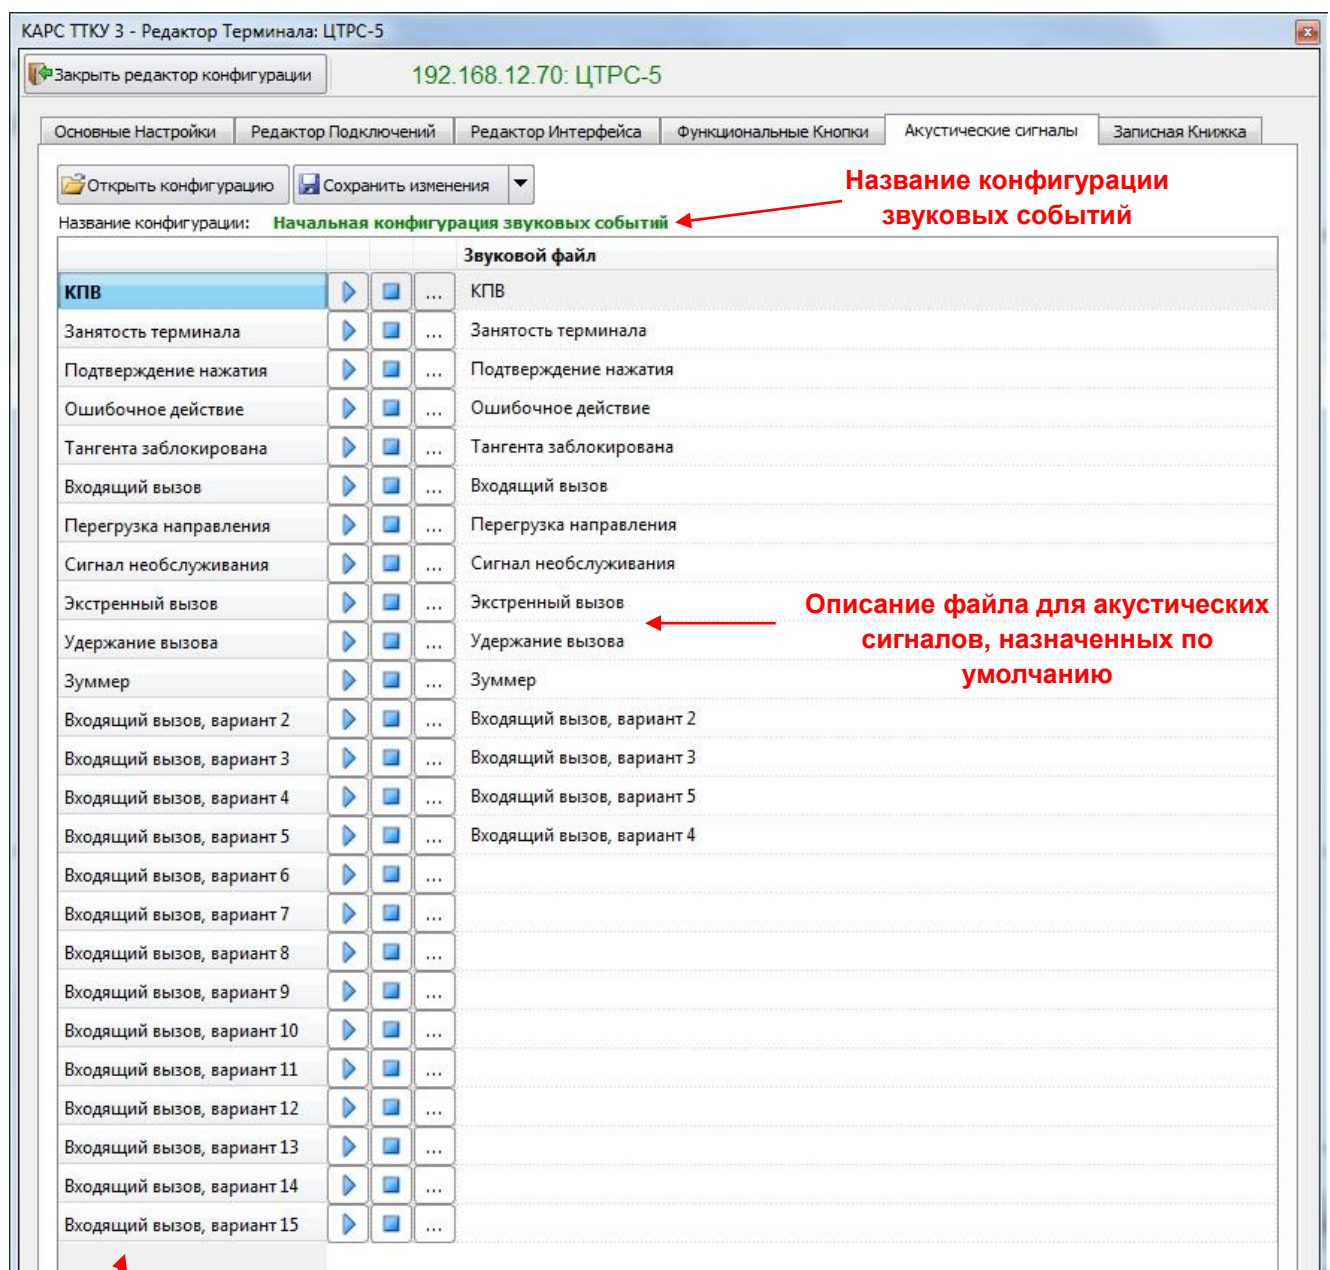 КАРС ТТКУ 3 - Редактор Терминала: ЦТРС-5
Закрыть редактор конфигурации 192.168.12.70: ЦТРС-5
Основные Настройки Редактор Подключений Редактор Интерфейса Функциональные Кнопки Акустические сигналы Записная Книжка
Открыть конфигурацию Сохранить изменения
Название конфигурации
звуковых событий
Название конфигурации: Начальная конфигурация звуковых событий
Звуковой файл
КПВ ... КПВ
Занятость терминала ... Занятость терминала
Подтверждение нажатия ... Подтверждение нажатия
Ошибочное действие ... Ошибочное действие
Тангента заблокирована ... Тангента заблокирована
Входящий вызов ... Входящий вызов
Перегрузка направления ... Перегрузка направления
Сигнал необслуживания ... Сигнал необслуживания
Экстренный вызов ... Экстренный вызов
Удержание вызова ... Удержание вызова
Зуммер ... Зуммер
Описание файла для акустических
сигналов, назначенных по
умолчанию
Входящий вызов, вариант 2 ... Входящий вызов, вариант 2
Входящий вызов, вариант 3 ... Входящий вызов, вариант 3
Входящий вызов, вариант 4 ... Входящий вызов, вариант 5
Входящий вызов, вариант 5 ... Входящий вызов, вариант 4
Входящий вызов, вариант 6 ...
Входящий вызов, вариант 7 ...
Входящий вызов, вариант 8 ...
Входящий вызов, вариант 9 ...
Входящий вызов, вариант 10 ...
Входящий вызов, вариант 11 ...
Входящий вызов, вариант 12 ...
Входящий вызов, вариант 13 ...
Входящий вызов, вариант 14 ...
Входящий вызов, вариант 15 ...